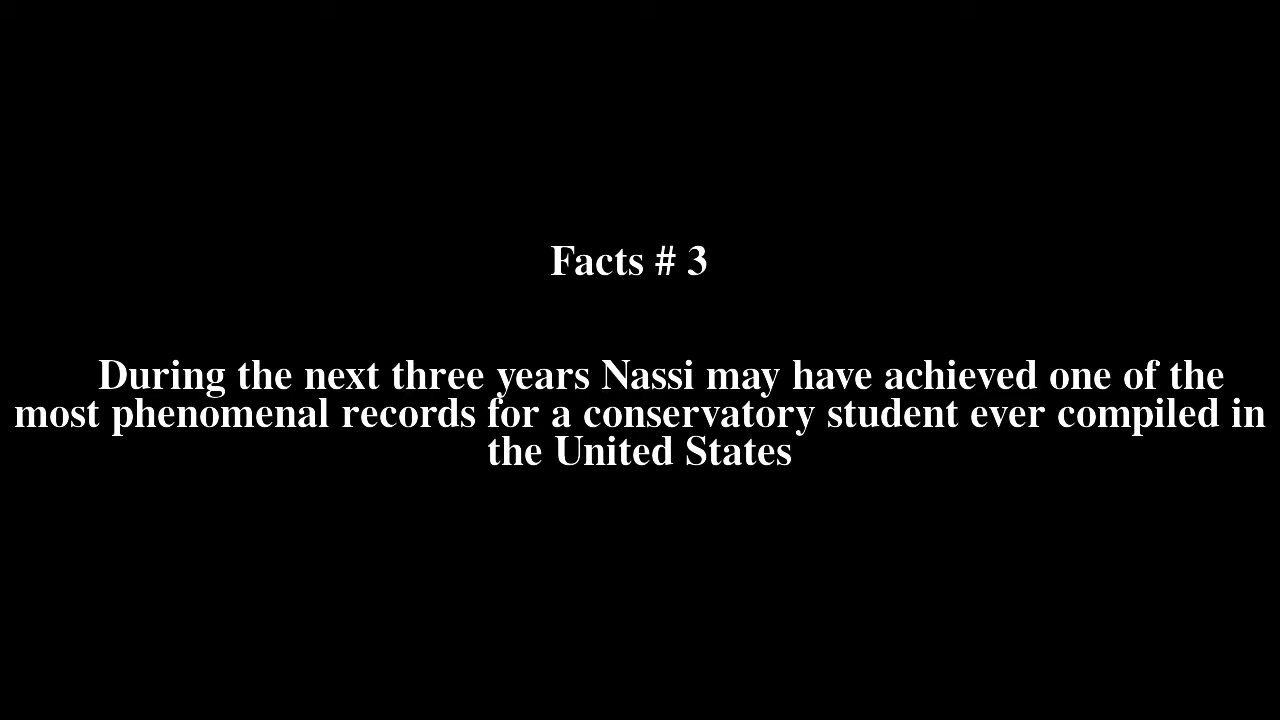 Facts # 3
During the next three years Nassi may have achieved one of the
most phenomenal records for a conservatory student ever compiled in
the United States